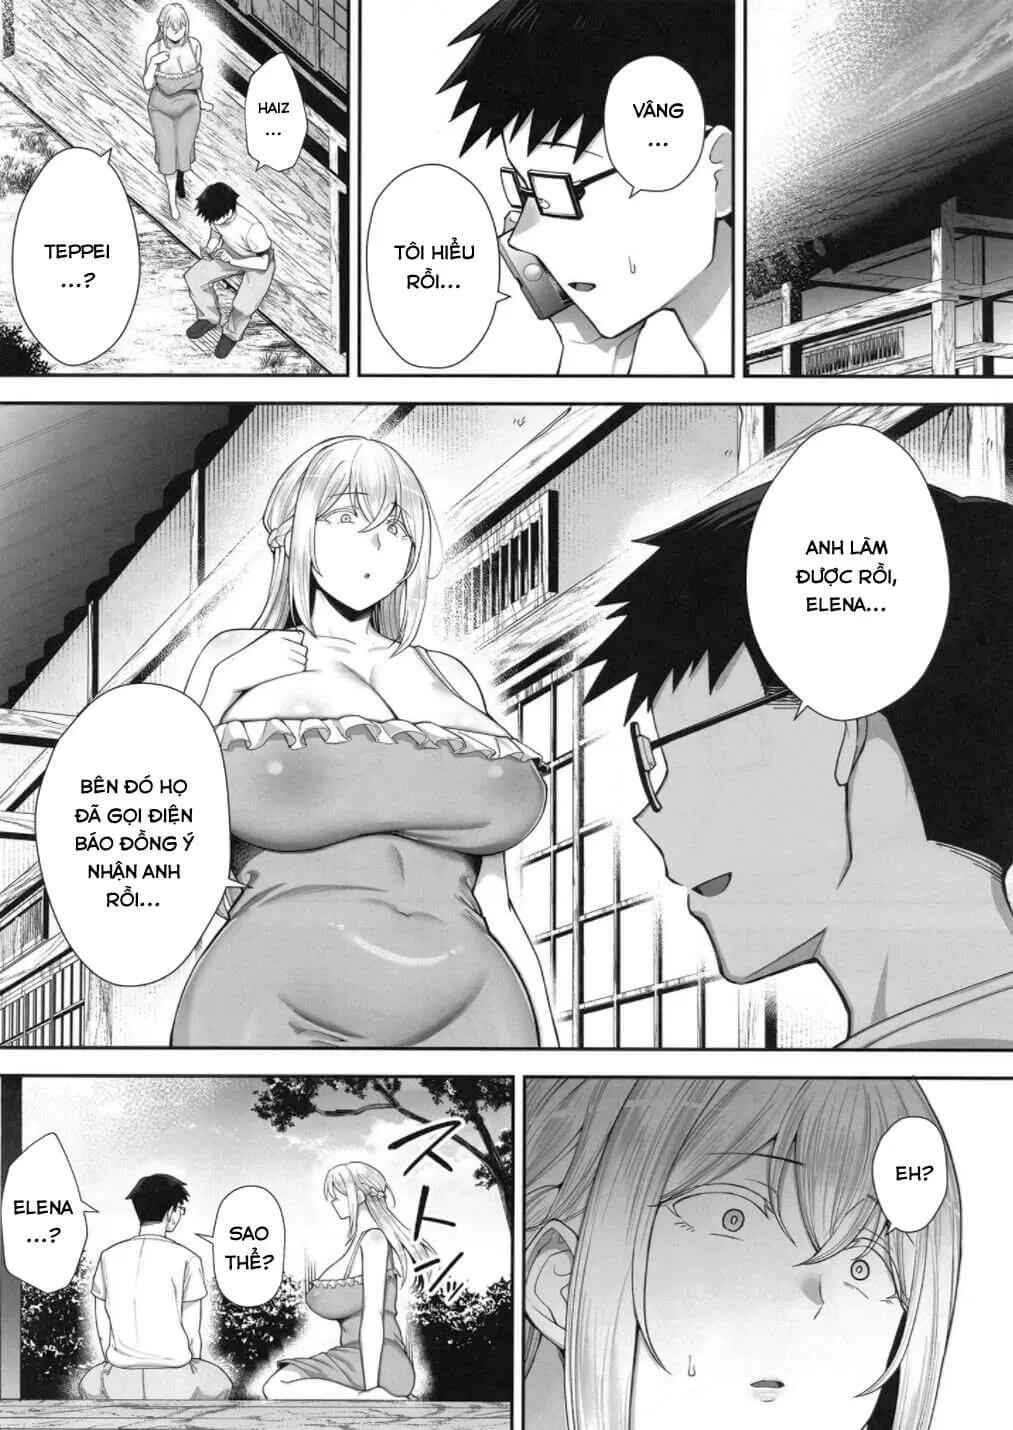 VÂNG
...
TÔI HIỂU
RỒI...
HAIZ
...
TEPPEI
...?
ANH LÀM
ĐƯỢC RỒI,
ELENA...
BÊN ĐÓ HỌ
ĐÃ GỌI ĐIỆN
BÁO ĐỒNG Ý
NHẬN ANH
RỒI...
EH?
SAO
THỂ?
ELENA
...?